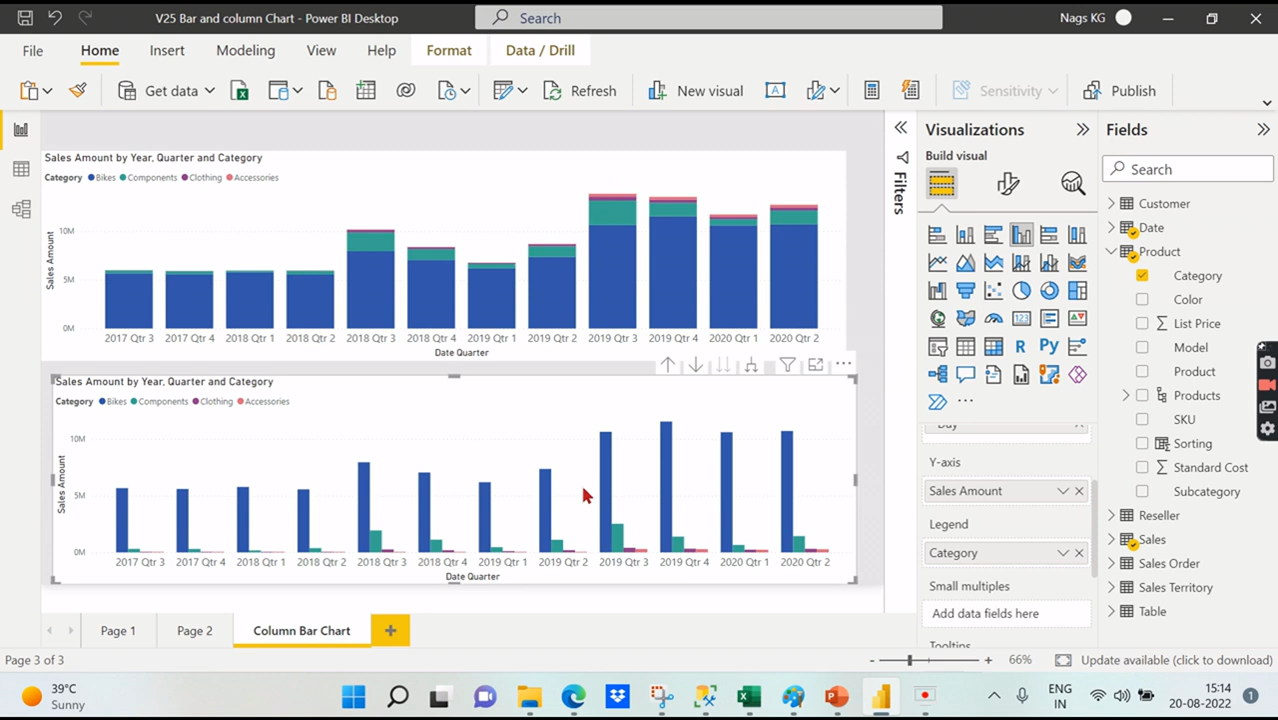 V25 Bar and column Chart - Power BI Desktop
Search
Nags KG
File
Home
Insert
Modeling
View
Help
Format
Data / Drill
Get data
Refresh
New visual
Sensitivity
Publish
Sales Amount by Year, Quarter and Category
Category Bikes Components Clothing Accessories
Sales Amount
10M
5M
0M
2017 Qtr 3 2017 Qtr 4 2018 Qtr 1 2018 Qtr 2 2018 Qtr 3 2018 Qtr 4 2019 Qtr 1 2019 Qtr 2 2019 Qtr 3 2019 Qtr 4 2020 Qtr 1 2020 Qtr 2
Date Quarter
Sales Amount by Year, Quarter and Category
Category Bikes Components Clothing Accessories
Sales Amount
10M
5M
0M
2017 Qtr 3 2017 Qtr 4 2018 Qtr 1 2018 Qtr 2 2018 Qtr 3 2018 Qtr 4 2019 Qtr 1 2019 Qtr 2 2019 Qtr 3 2019 Qtr 4 2020 Qtr 1 2020 Qtr 2
Date Quarter
Filters
Visualizations
Build visual
123
R
Py
Day
Y-axis
Sales Amount
Legend
Category
Small multiples
Add data fields here
Tooltips
Fields
Search
Customer
Date
Product
Category
Color
List Price
Model
Product
Products
SKU
Sorting
Standard Cost
Subcategory
Reseller
Sales
Sales Order
Sales Territory
Table
Page 1
Page 2
Column Bar Chart
Page 3 of 3
- +
66%
Update available (click to download)
39°C
Sunny
ENG
IN
15:14
20-08-2022
1